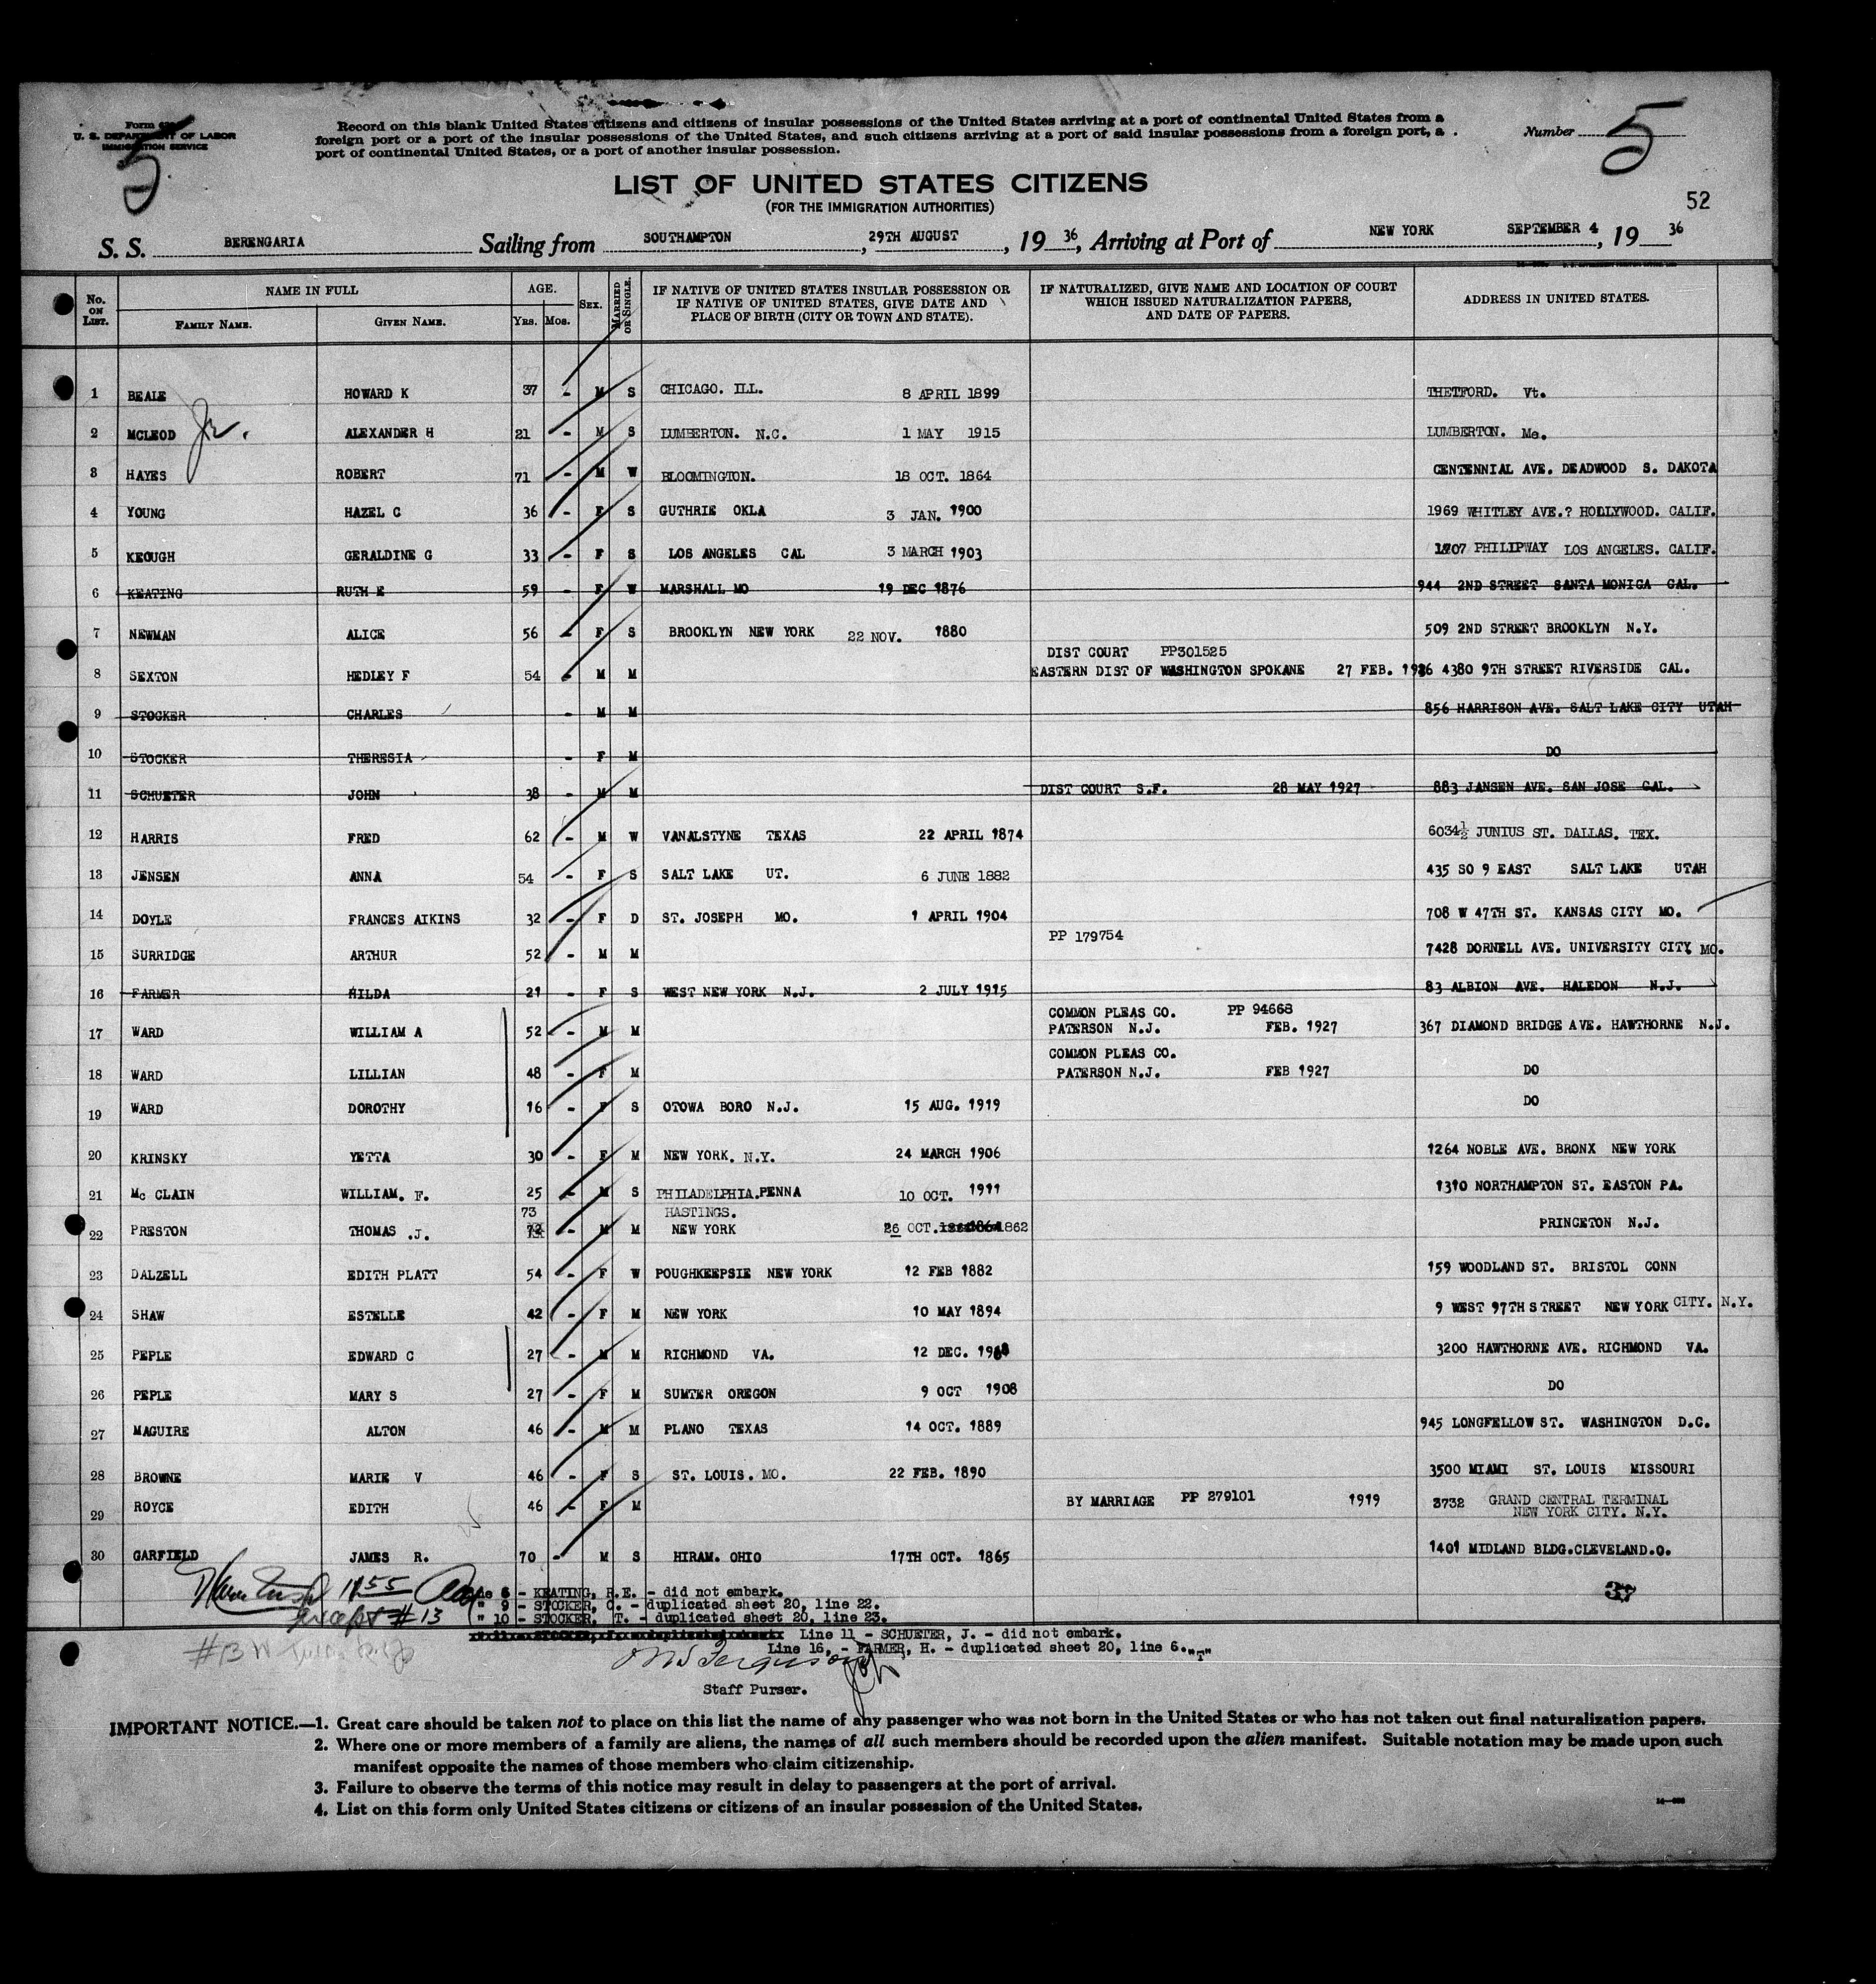 Form
U. S. DEPARTMENT OF LABOR
IMMIGRATION SERVICE
5
Record on this blank United States citizens and citizens of insular possessions of the United States arriving at a port of continental United States from a
foreign port or a port of the insular possessions of the United States, and such citizens arriving at a port of said insular possessions from a foreign port, a
port of continental United States, or a port of another insular possession.
Number 5
LIST OF UNITED STATES CITIZENS
(FOR THE IMMIGRATION AUTHORITIES)
52
S. S. BERENGARIA Sailing from SOUTHAMPTON, 29TH AUGUST, 19 36, Arriving at Port of NEW YORK SEPTEMBER 4, 19 36
No. ON LIST. NAME IN FULL FAMILY NAME. GIVEN NAME. AGE. YRS. MOS. SEX. MARRIED OR SINGLE. IF NATIVE OF UNITED STATES INSULAR POSSESSION OR IF NATIVE OF UNITED STATES, GIVE DATE AND PLACE OF BIRTH (CITY OR TOWN AND STATE). IF NATURALIZED, GIVE NAME AND LOCATION OF COURT WHICH ISSUED NATURALIZATION PAPERS, AND DATE OF PAPERS. ADDRESS IN UNITED STATES.
1 BEALE HOWARD K 37 - M S CHICAGO. ILL. 8 APRIL 1899 THETFORD. Vt.
2 MCLEOD Jr. ALEXANDER H 21 - M S LUMBERTON. N.C. 1 MAY 1915 LUMBERTON. Me.
3 HAYES ROBERT 71 - M W BLOOMINGTON. 18 OCT. 1864 CENTENNIAL AVE. DEADWOOD S. DAKOTA
4 YOUNG HAZEL C 36 - F S GUTHRIE OKLA 3 JAN. 1900 1969 WHITLEY AVE.? HOLLYWOOD. CALIF.
5 KEOUGH GERALDINE G 33 - F S LOS ANGELES CAL 3 MARCH 1903 1707 PHILIPWAY LOS ANGELES. CALIF.
6 KEATING RUTH E 59 - F W MARSHALL MO 19 DEC 1876 944 2ND STREET SANTA MONICA CAL.
7 NEWMAN ALICE 56 - F S BROOKLYN NEW YORK 22 NOV. 1880 509 2ND STREET BROOKLYN N.Y.
DIST COURT PP301525
8 SEXTON HEDLEY F 54 - M M EASTERN DIST OF WASHINGTON SPOKANE 27 FEB. 1926 4380 9TH STREET RIVERSIDE CAL.
9 STOCKER CHARLES - M M 856 HARRISON AVE. SALT LAKE CITY UTAH
10 STOCKER THERESIA - F M DO
11 SCHUETER JOHN 38 - M M DIST COURT S.F. 28 MAY 1927 883 JANSEN AVE. SAN JOSE CAL.
12 HARRIS FRED 62 - M W VANALSTYNE TEXAS 22 APRIL 1874 6034½ JUNIUS ST. DALLAS. TEX.
13 JENSEN ANNA 54 - F S SALT LAKE UT. 6 JUNE 1882 435 SO 9 EAST SALT LAKE UTAH
14 DOYLE FRANCES AIKINS 32 - F D ST. JOSEPH MO. 1 APRIL 1904 708 W 47TH ST. KANSAS CITY MO.
PP 179754
15 SURRIDGE ARTHUR 52 - M M 7428 DORNELL AVE. UNIVERSITY CITY MO.
16 FARMER HILDA 21 - F S WEST NEW YORK N.J. 2 JULY 1915 83 ALBION AVE. HALEDON N.J.
COMMON PLEAS CO. PP 94668
17 WARD WILLIAM A 52 - M M PATERSON N.J. FEB. 1927 367 DIAMOND BRIDGE AVE. HAWTHORNE N.J.
COMMON PLEAS CO.
18 WARD LILLIAN 48 - F M PATERSON N.J. FEB 1927 DO
19 WARD DOROTHY 16 - F S OTOWA BORO N.J. 15 AUG. 1919 DO
20 KRINSKY YETTA 30 - F M NEW YORK. N.Y. 24 MARCH 1906 1264 NOBLE AVE. BRONX NEW YORK
21 Mc CLAIN WILLIAM. F. 25 - M S PHILADELPHIA.PENNA 10 OCT. 1911 1310 NORTHAMPTON ST. EASTON PA.
73 HASTINGS.
22 PRESTON THOMAS .J. - M M NEW YORK 26 OCT. 1862 PRINCETON N.J.
23 DALZELL EDITH PLATT 54 - F W POUGHKEEPSIE NEW YORK 12 FEB 1882 159 WOODLAND ST. BRISTOL CONN
24 SHAW ESTELLE 42 - F M NEW YORK 10 MAY 1894 9 WEST 97TH STREET NEW YORK CITY. N.Y.
25 PEPLE EDWARD C 27 - M M RICHMOND VA. 12 DEC. 3200 HAWTHORNE AVE. RICHMOND VA.
26 PEPLE MARY S 27 - F M SUMTER OREGON 9 OCT 1908 DO
27 MAGUIRE ALTON 46 - M M PLANO TEXAS 14 OCT. 1889 945 LONGFELLOW ST. WASHINGTON D.C.
28 BROWNE MARIE V 46 - F S ST. LOUIS. MO. 22 FEB. 1890 3500 MIAMI ST. LOUIS MISSOURI
29 ROYCE EDITH 46 - F M BY MARRIAGE PP 279101 1919 3732 GRAND CENTRAL TERMINAL
NEW YORK CITY. N.Y.
30 GARFIELD JAMES R. 70 - M S HIRAM. OHIO 17TH OCT. 1865 1401 MIDLAND BLDG.CLEVELAND.O.
1155
except #13
6 - KEATING, R.E. - did not embark.
" 9 - STOCKER, C. - duplicated sheet 20, line 22.
" 10 - STOCKER, T. - duplicated sheet 20, line 23.
Line 11 - SCHUETER, J. - did not embark.
Line 16, - FARMER, H. - duplicated sheet 20, line 6. "T"
#13
Ferguson
Staff Purser.
IMPORTANT NOTICE.—1. Great care should be taken not to place on this list the name of any passenger who was not born in the United States or who has not taken out final naturalization papers.
2. Where one or more members of a family are aliens, the names of all such members should be recorded upon the alien manifest. Suitable notation may be made upon such
manifest opposite the names of those members who claim citizenship.
3. Failure to observe the terms of this notice may result in delay to passengers at the port of arrival.
4. List on this form only United States citizens or citizens of an insular possession of the United States.